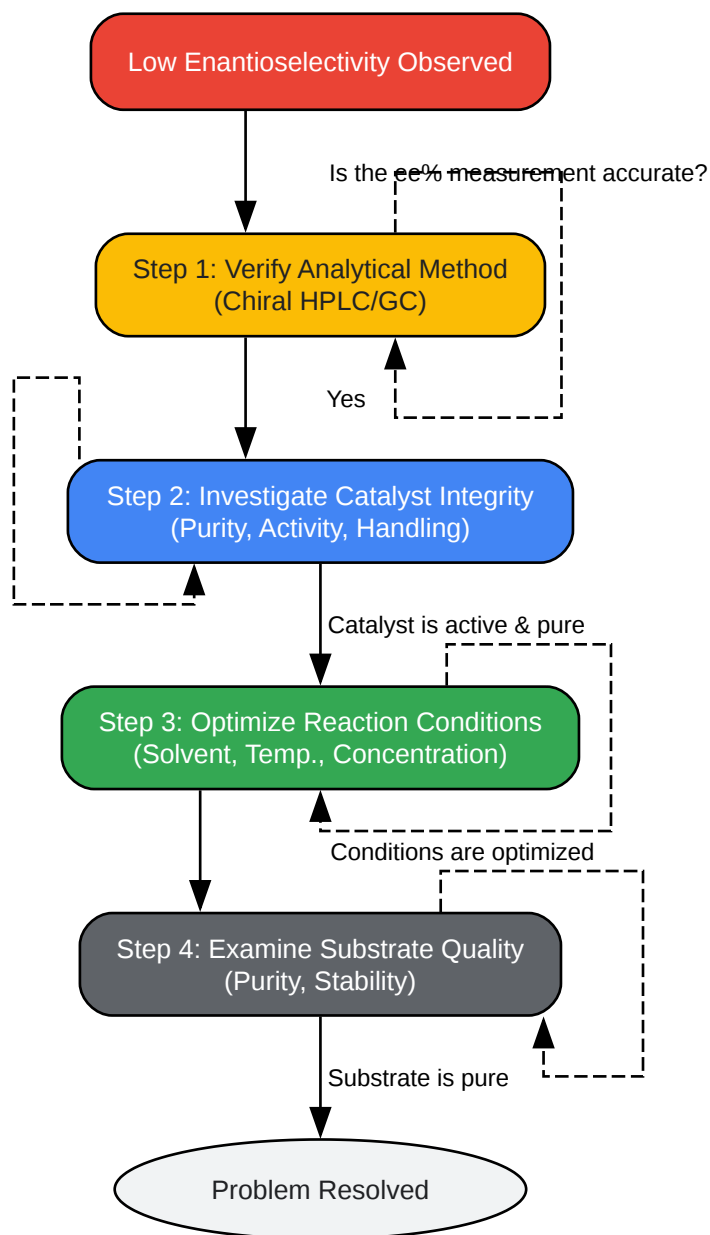 Low Enantioselectivity Observed
Is the ee% measurement accurate?
Step 1: Verify Analytical Method
(Chiral HPLC/GC)
Yes
Step 2: Investigate Catalyst Integrity
(Purity, Activity, Handling)
Catalyst is active & pure
Step 3: Optimize Reaction Conditions
(Solvent, Temp., Concentration)
Conditions are optimized
Step 4: Examine Substrate Quality
(Purity, Stability)
Substrate is pure
Problem Resolved